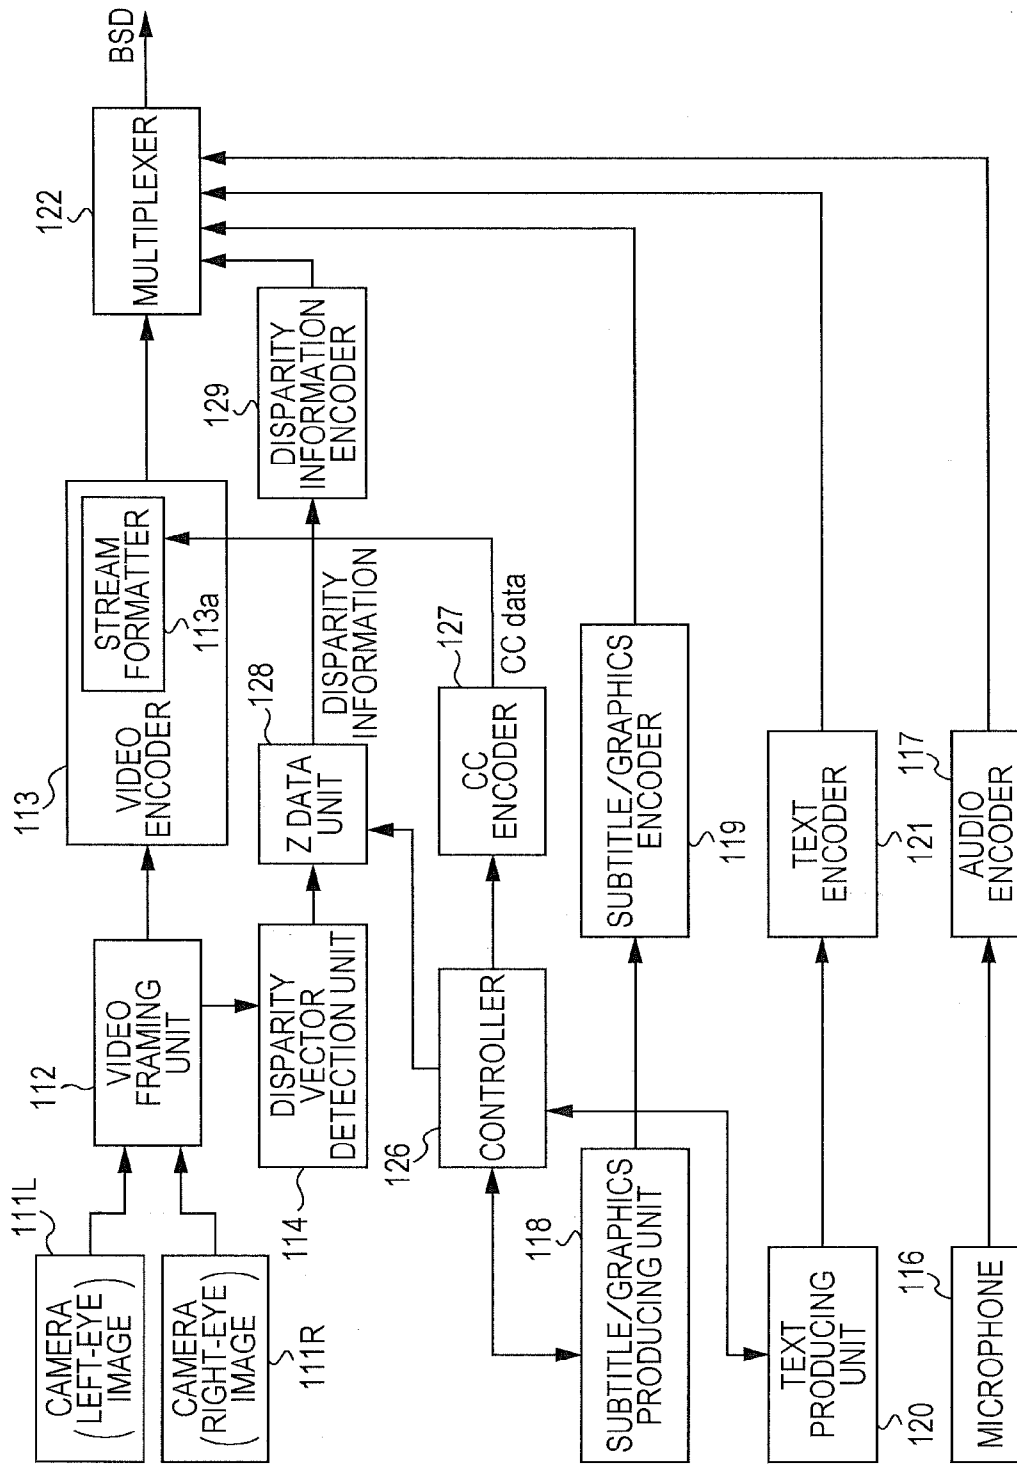 111L
CAMERA
(LEFT-EYE
IMAGE)
CAMERA
(RIGHT-EYE
IMAGE)
111R
112
VIDEO
FRAMING
UNIT
113
VIDEO
ENCODER
STREAM
FORMATTER
113a
122
MULTIPLEXER
BSD
DISPARITY
VECTOR
DETECTION UNIT
114
128
Z DATA
UNIT
DISPARITY
INFORMATION
129
DISPARITY
INFORMATION
ENCODER
126
CONTROLLER
127
CC
ENCODER
CC data
118
SUBTITLE/GRAPHICS
PRODUCING UNIT
SUBTITLE/GRAPHICS
ENCODER
119
TEXT
PRODUCING
UNIT
120
TEXT
ENCODER
121
116
MICROPHONE
117
AUDIO
ENCODER